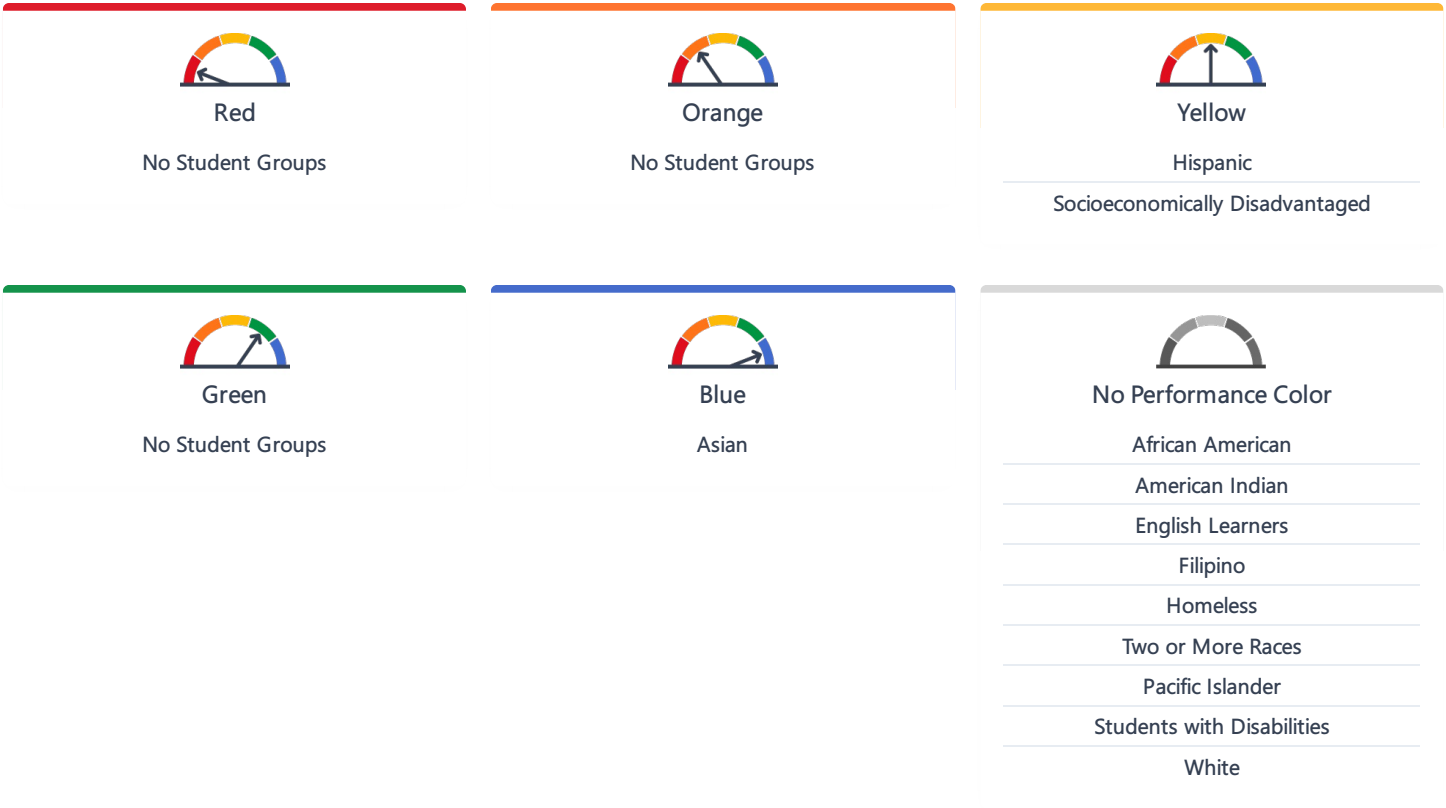 Red
No Student Groups
Orange
No Student Groups
Yellow
Hispanic
Socioeconomically Disadvantaged
Green
No Student Groups
Blue
Asian
No Performance Color
African American
American Indian
English Learners
Filipino
Homeless
Two or More Races
Pacific Islander
Students with Disabilities
White